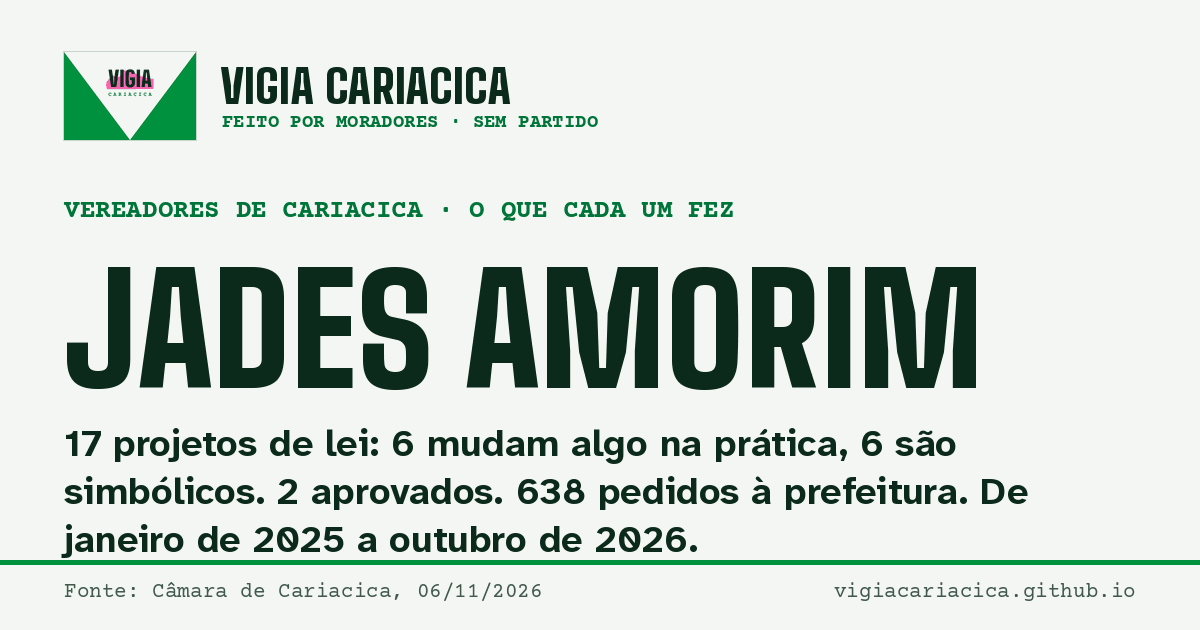 VIGIA
CARIACICA
VIGIA CARIACICA
FEITO POR MORADORES · SEM PARTIDO
VEREADORES DE CARIACICA · O QUE CADA UM FEZ
JADES AMORIM
17 projetos de lei: 6 mudam algo na prática, 6 são
simbólicos. 2 aprovados. 638 pedidos à prefeitura. De
janeiro de 2025 a outubro de 2026.
Fonte: Câmara de Cariacica, 06/11/2026
vigiacariacica.github.io